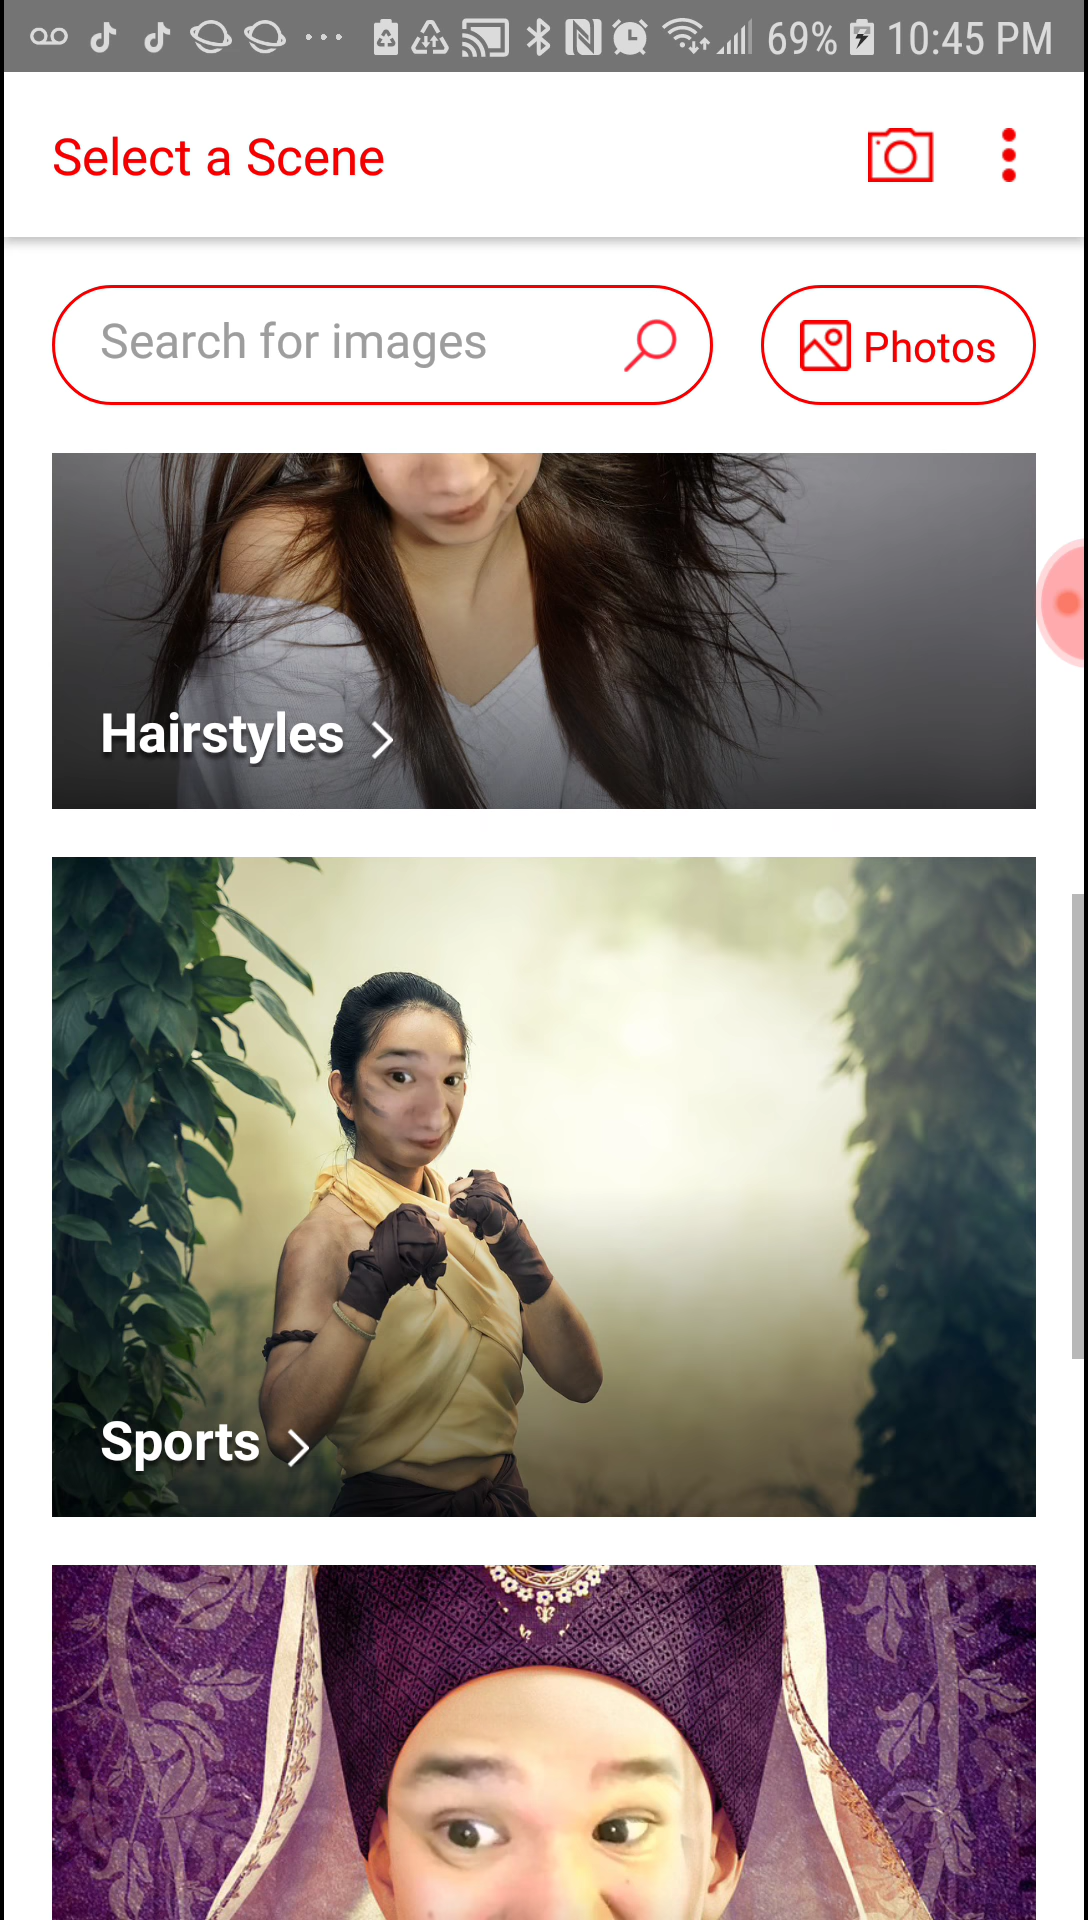 69% 10:45 PM
Select a Scene
Search for images
Photos
Hairstyles
Sports